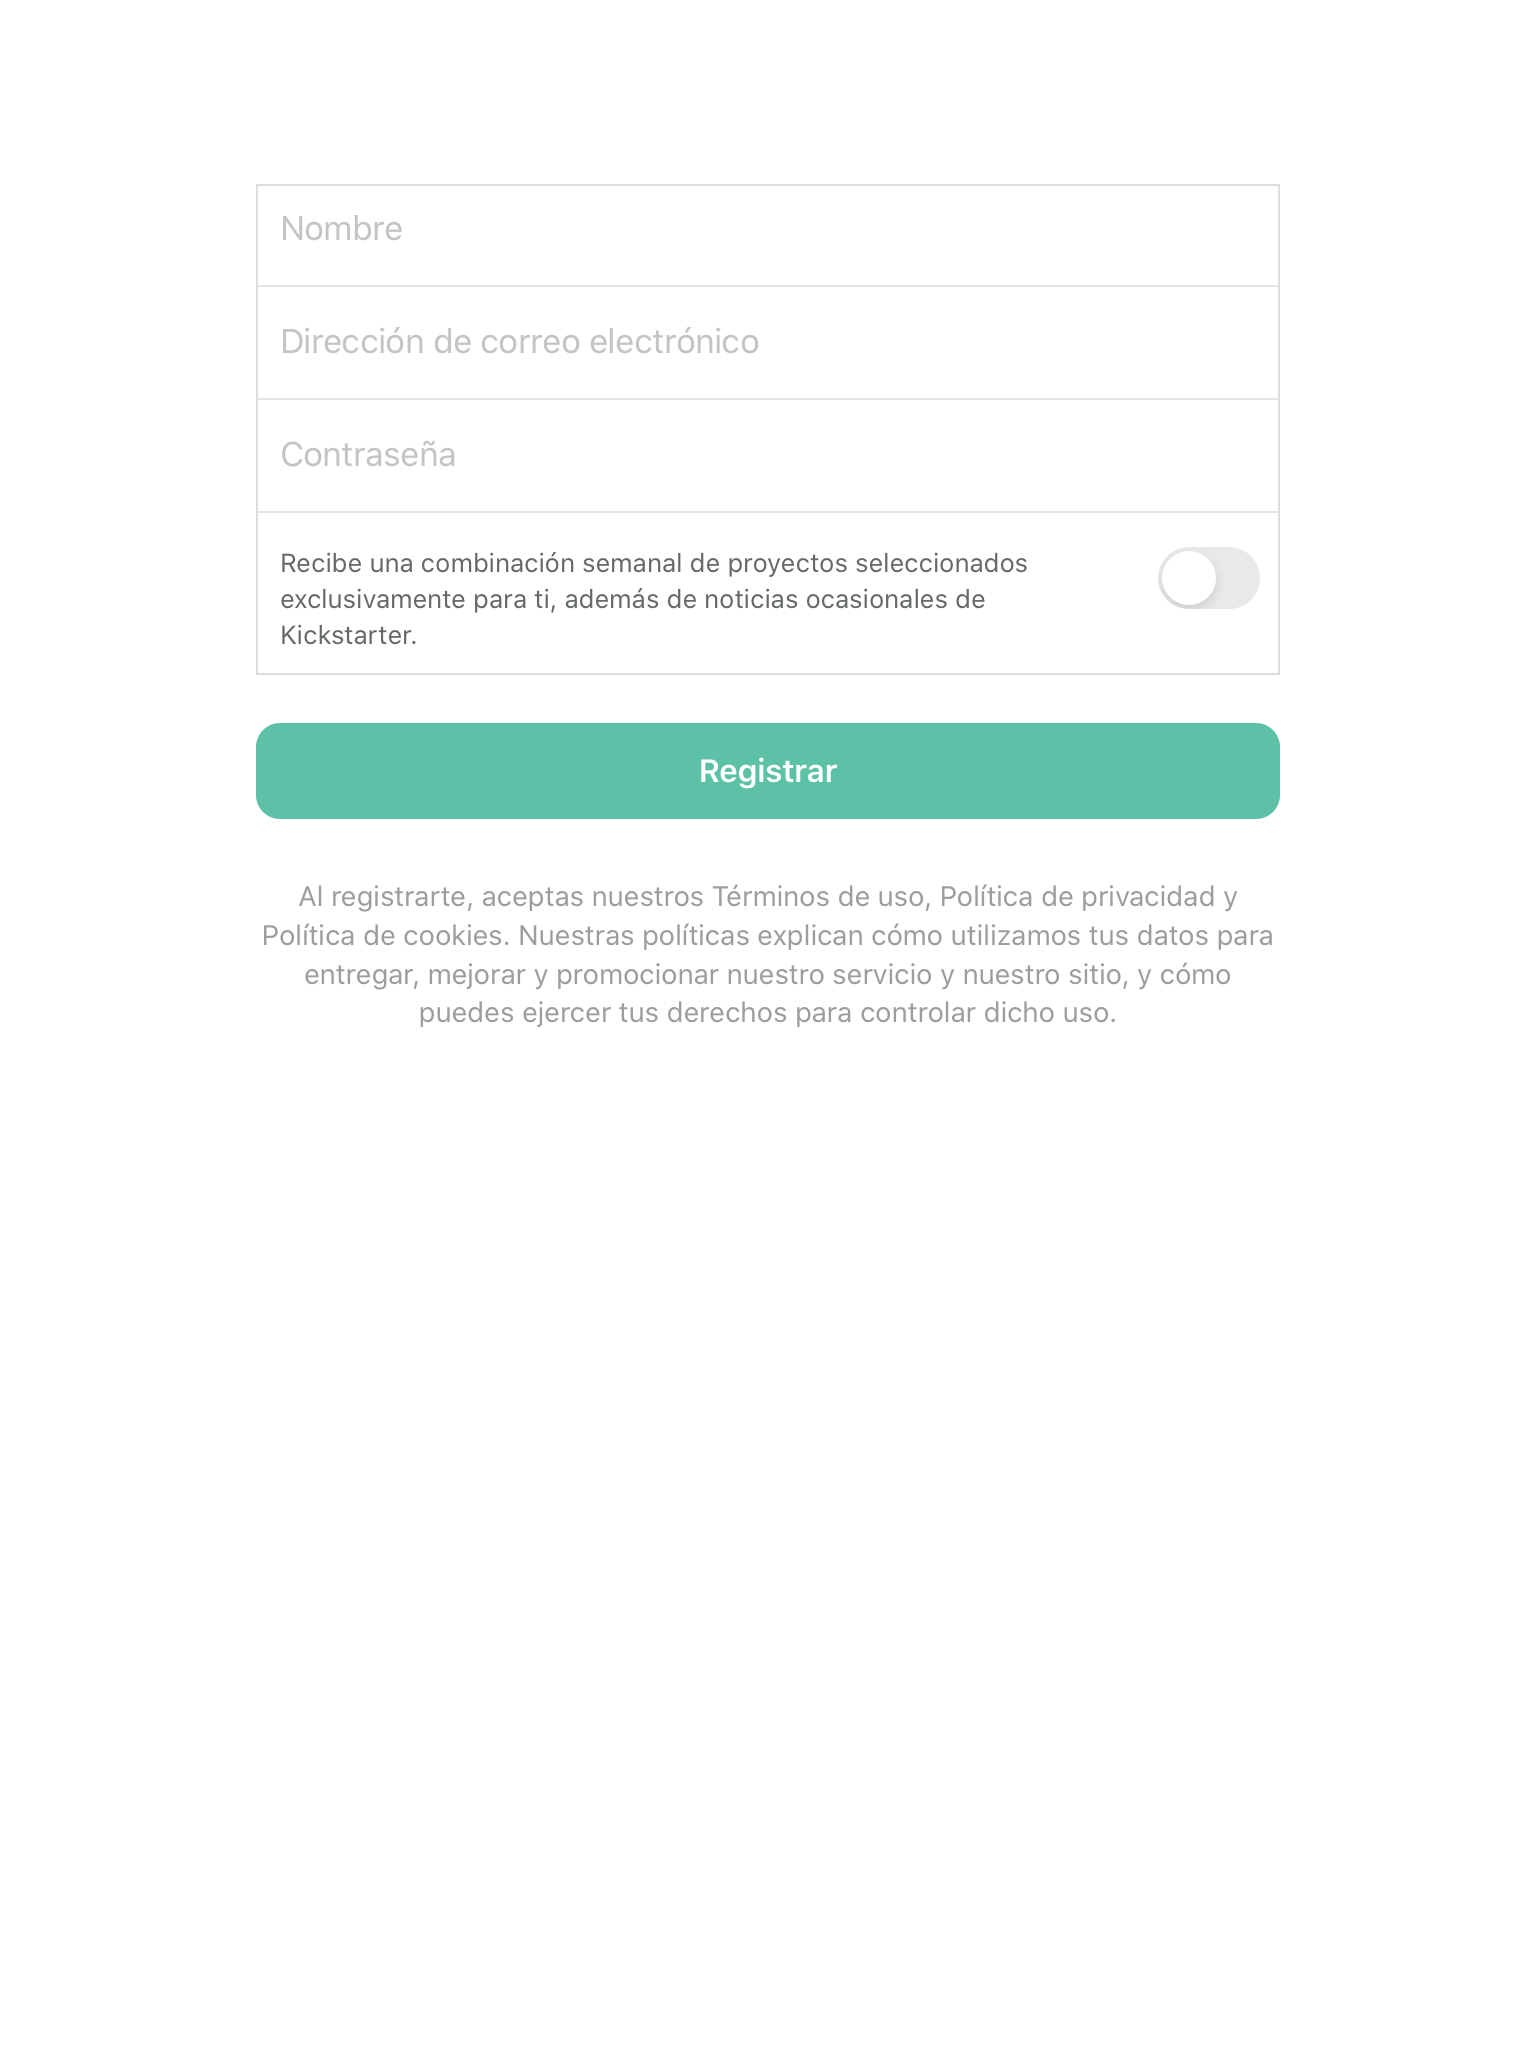 Nombre
Dirección de correo electrónico
Contraseña
Recibe una combinación semanal de proyectos seleccionados
exclusivamente para ti, además de noticias ocasionales de
Kickstarter.
Registrar
Al registrarte, aceptas nuestros Términos de uso, Política de privacidad y
Política de cookies. Nuestras políticas explican cómo utilizamos tus datos para
entregar, mejorar y promocionar nuestro servicio y nuestro sitio, y cómo
puedes ejercer tus derechos para controlar dicho uso.